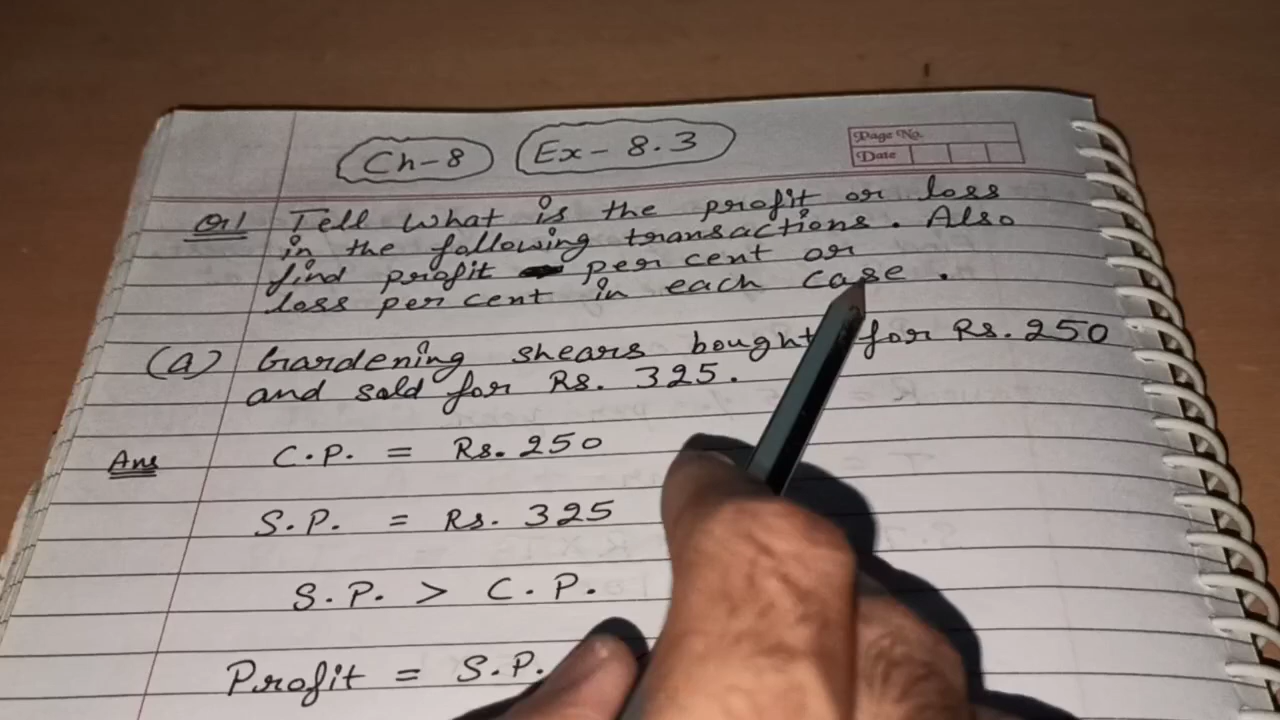 Ch-8 Ex- 8.3
Page No.
Date
Q1 Tell what is the profit or loss
in the following transactions. Also
find profit per cent or
loss per cent in each case.
(a) Gardening shears bought for Rs. 250
and sold for Rs. 325.
Ans C.P. = Rs. 250
S.P. = Rs. 325
S.P. > C.P.
Profit = S.P.